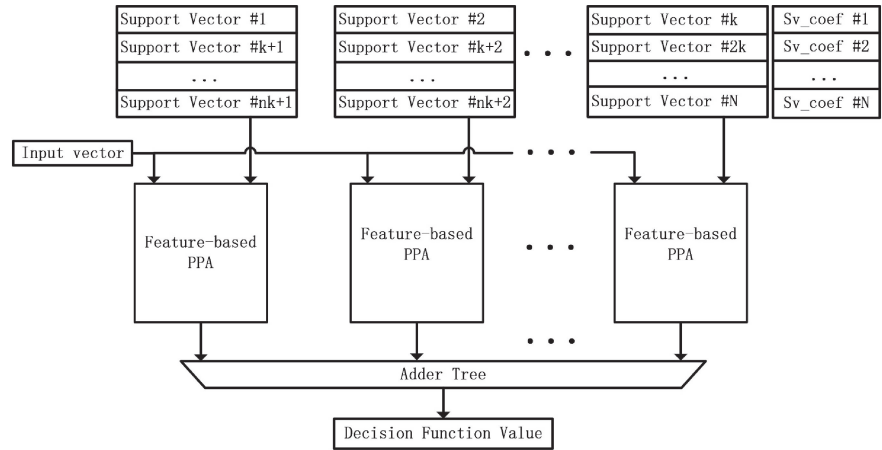 Support Vector #1
Support Vector #k+1
...
Support Vector #nk+1
Support Vector #2
Support Vector #k+2
...
Support Vector #nk+2
...
Support Vector #k
Support Vector #2k
...
Support Vector #N
Sv_coef #1
Sv_coef #2
...
Sv_coef #N
Input vector
...
Feature-based
PPA
Feature-based
PPA
...
Feature-based
PPA
...
Adder Tree
Decision Function Value